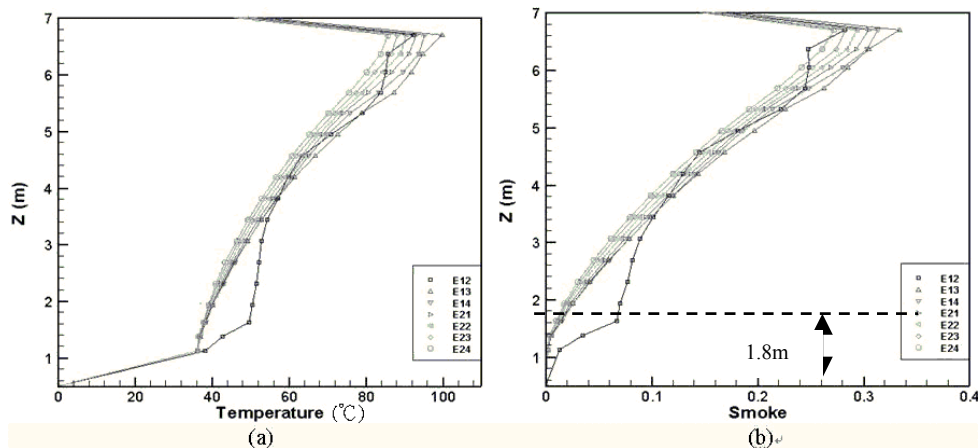 7
6
5
4
3
2
1
Z (m)
0
20
40
60
80
100
Temperature (℃)
E12
E13
E14
E21
E22
E23
E24
(a)
7
6
5
4
3
2
1
Z (m)
0
0.1
0.2
0.3
0.4
Smoke
E12
E13
E14
E21
E22
E23
E24
1.8m
(b)